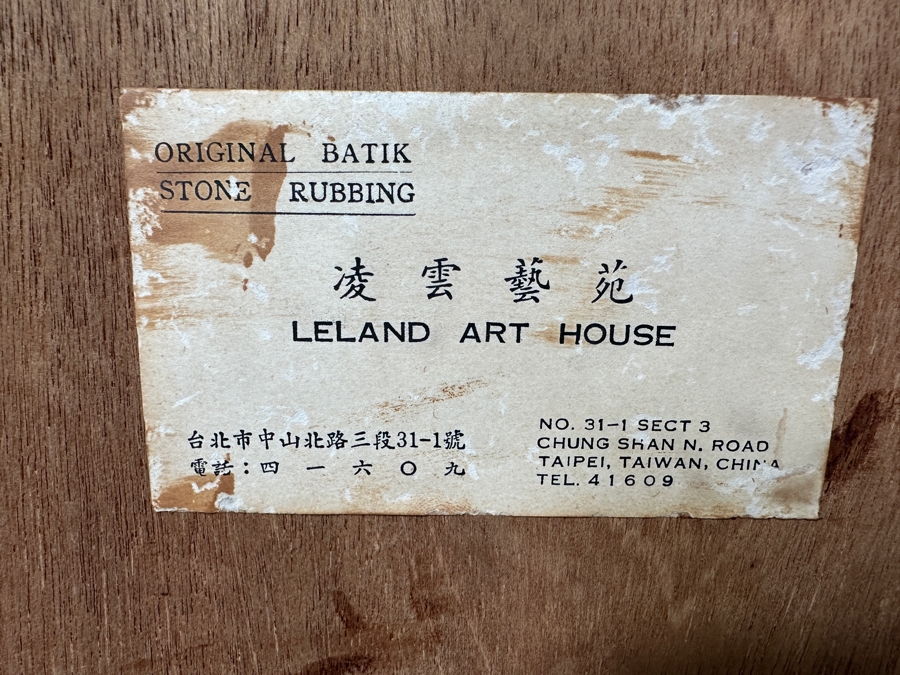 ORIGINAL BATIK
STONE RUBBING
凌雲藝苑
LELAND ART HOUSE
台北市中山北路三段31-1號
電話:四一六〇九
NO. 31-1 SECT 3
CHUNG SHAN N. ROAD
TAIPEI, TAIWAN, CHINA
TEL. 41609